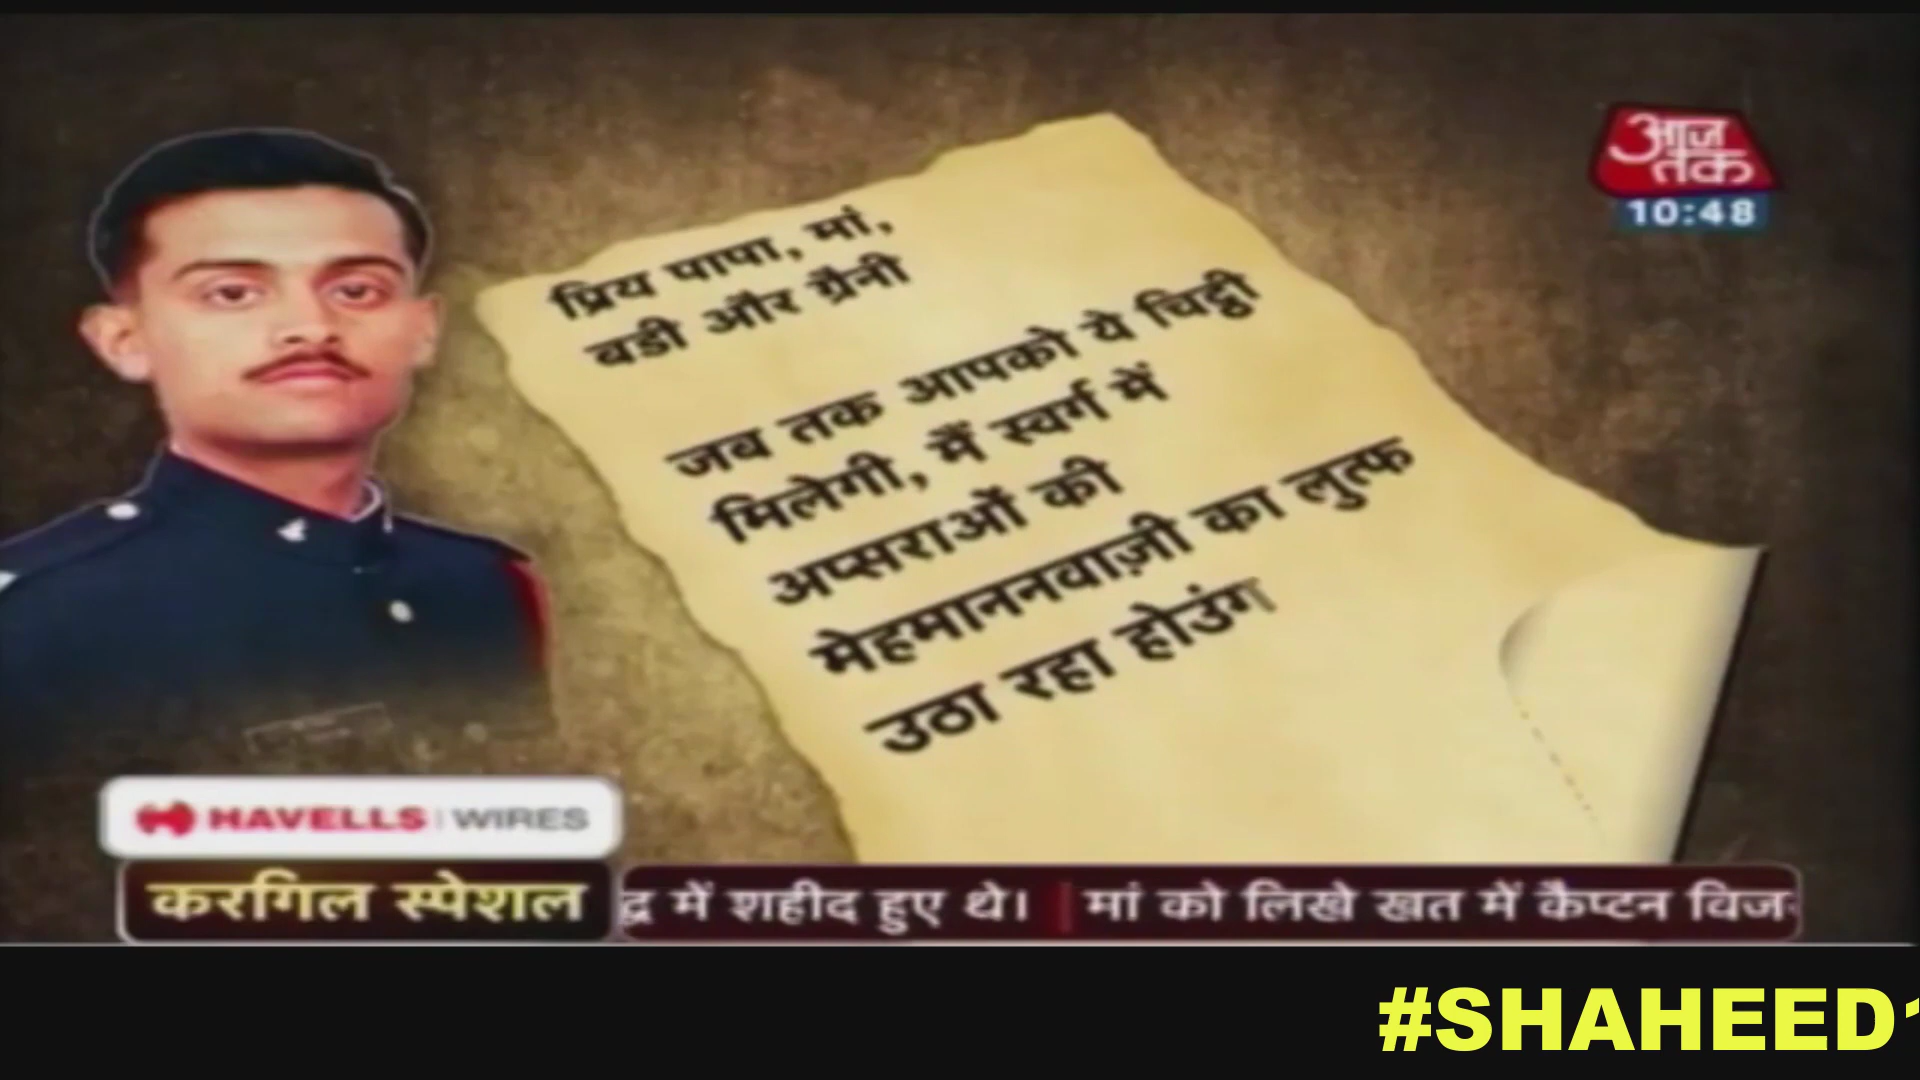 आज
तक
10:48
प्रिय पापा, मां,
बडी और ग्रैनी
जब तक आपको ये चिट्ठी
मिलेगी, मैं स्वर्ग में
अप्सराओं की
मेहमाननवाज़ी का लुत्फ
उठा रहा होउंग
HAVELLS | WIRES
करगिल स्पेशल
द्र में शहीद हुए थे। | मां को लिखे खत में कैप्टन विज
#SHAHEED